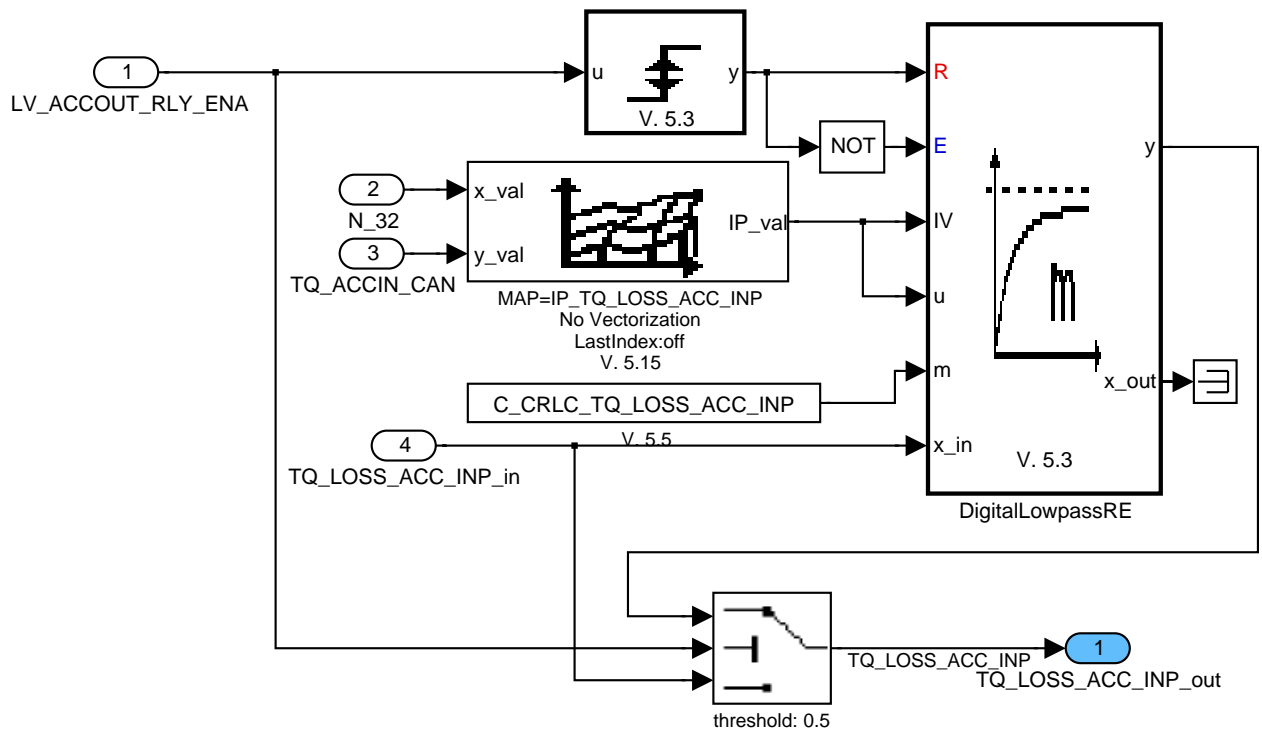 1
LV_ACCOUT_RLY_ENA
u
y
V. 5.3
R
NOT
E
y
2
N_32
x_val
IP_val
IV
3
TQ_ACCIN_CAN
y_val
u
MAP=IP_TQ_LOSS_ACC_INP
No Vectorization
LastIndex:off
V. 5.15
m
x_out
C_CRLC_TQ_LOSS_ACC_INP
V. 5.5
4
TQ_LOSS_ACC_INP_in
x_in
V. 5.3
DigitalLowpassRE
TQ_LOSS_ACC_INP
1
TQ_LOSS_ACC_INP_out
threshold: 0.5